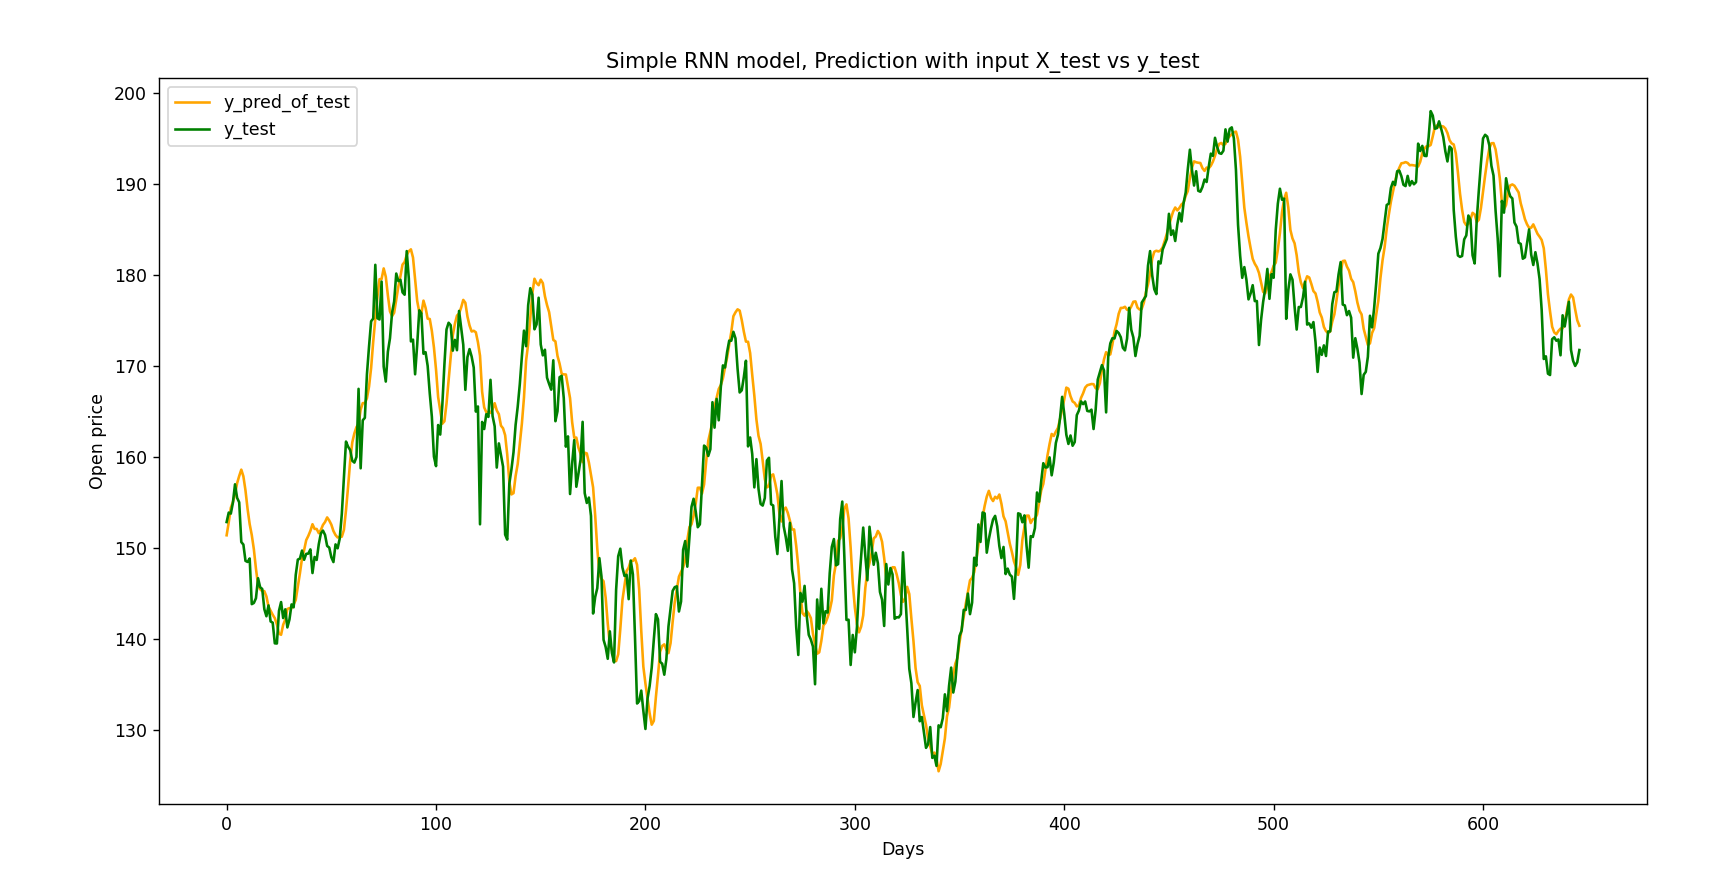 Simple RNN model, Prediction with input X_test vs y_test
y_pred_of_test
y_test
200
190
180
170
160
150
140
130
Open price
0 100 200 300 400 500 600
Days